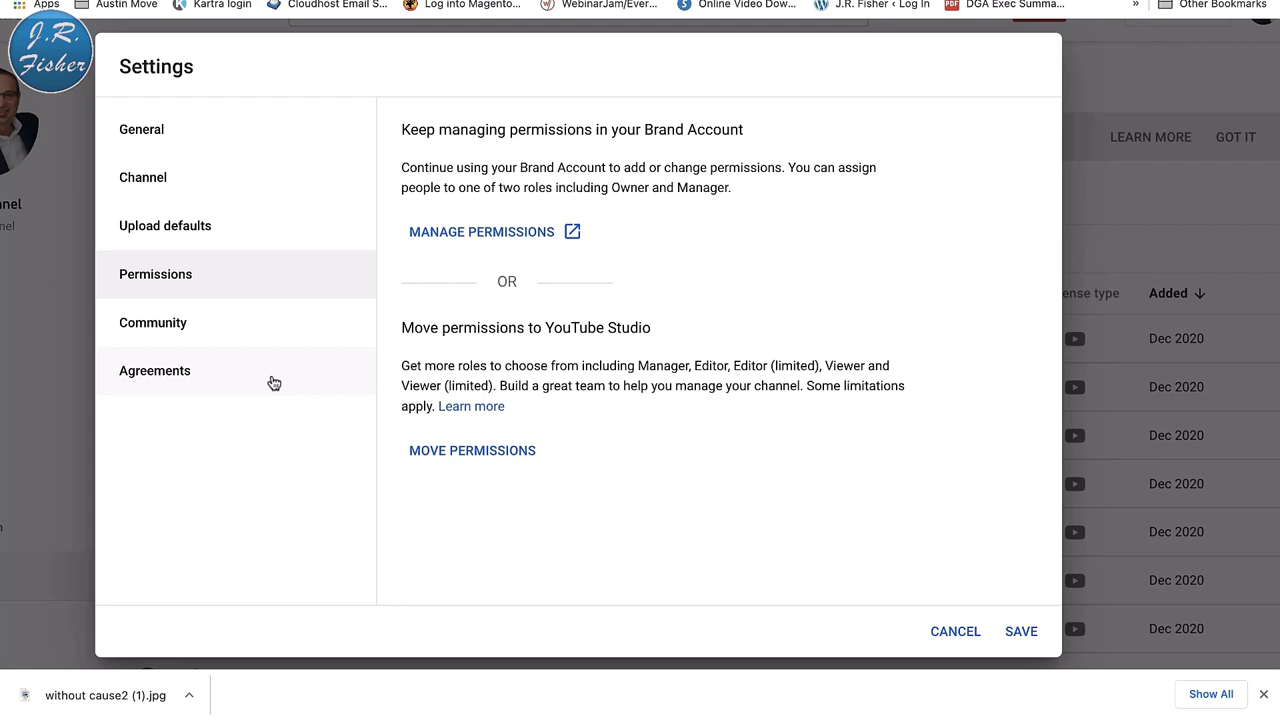 Apps Austin Move Kartra login Cloudhost Email S... Log into Magento... WebinarJam/Ever... Online Video Dow... J.R. Fisher ‹ Log In DGA Exec Summa... » Other Bookmarks
J.R.
Fisher
Settings
General
Channel
Upload defaults
Permissions
Community
Agreements
Keep managing permissions in your Brand Account
Continue using your Brand Account to add or change permissions. You can assign
people to one of two roles including Owner and Manager.
MANAGE PERMISSIONS
OR
Move permissions to YouTube Studio
Get more roles to choose from including Manager, Editor, Editor (limited), Viewer and
Viewer (limited). Build a great team to help you manage your channel. Some limitations
apply. Learn more
MOVE PERMISSIONS
CANCEL SAVE
LEARN MORE GOT IT
nel
nel
ense type Added
Dec 2020
Dec 2020
Dec 2020
Dec 2020
Dec 2020
Dec 2020
Dec 2020
n
without cause2 (1).jpg
Show All